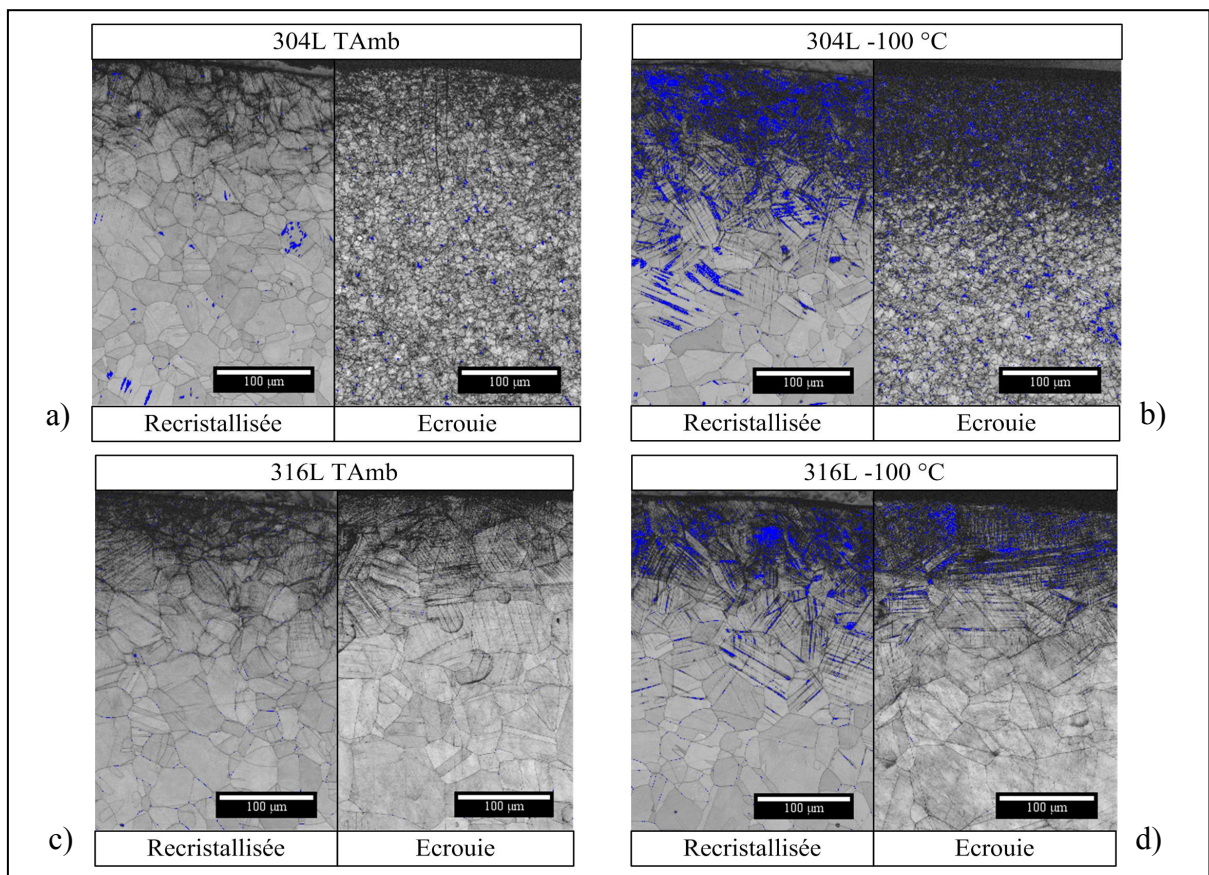 304L TAmb
100 µm
100 µm
Recristallisée
Ecrouie
a)
304L -100 °C
100 µm
100 µm
Recristallisée
Ecrouie
b)
316L TAmb
100 µm
100 µm
Recristallisée
Ecrouie
c)
316L -100 °C
100 µm
100 µm
Recristallisée
Ecrouie
d)